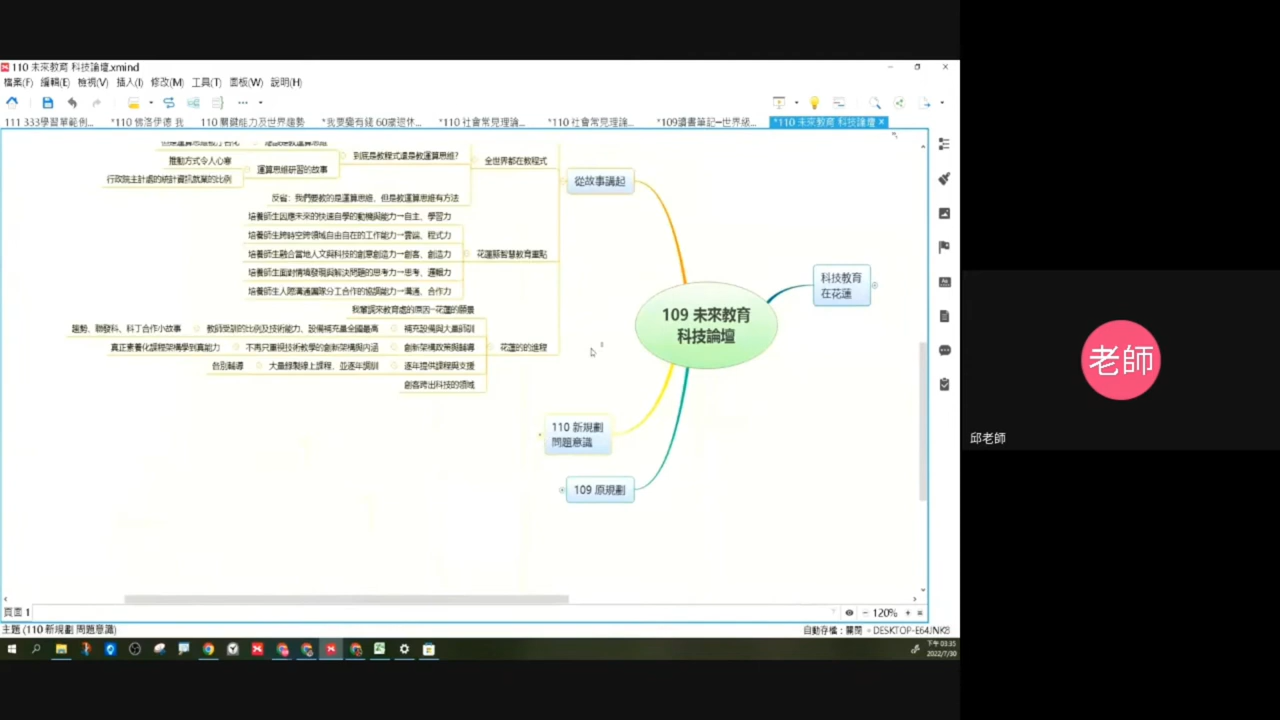 110 未來教育 科技論壇.xmind
檔案(F) 編輯(E) 檢視(V) 插入(I) 修改(M) 工具(T) 面板(W) 說明(H)
111 333學習單範例... *110 佛洛伊德 我 110 關鍵能力及世界趨勢 *我要變有錢 60歲退休... *110 社會常見理論... *110 社會常見理論... *109讀書筆記—世界級... *110 未來教育 科技論壇
推動方式令人心寒
行政院主計處的統計資訊就業的比例
運算思維研習的故事
到底是教程式還是教運算思維?
全世界都在教程式
反省: 我們要教的是運算思維、但是教運算思維有方法
從故事講起
培養師生因應未來的快速自學的動機與能力→自主、學習力
培養師生跨時空跨領域自由自在的工作能力→雲端、程式力
培養師生融合當地人文與科技的創意創造力→創客、創造力
培養師生面對情境發現與解決問題的思考力→思考、邏輯力
培養師生人際溝通團隊分工合作的協調能力→溝通、合作力
花蓮縣智慧教育重點
我單調來教育處的原因—花蓮的願景
趨勢、聯發科、科丁合作小故事
教師受訓的比例及技術能力、設備補充量全國最高
補充設備與大量師訓
真正素養化課程架構學到真能力
不再只重視技術教學的創新架構與內涵
創新架構政策與輔導
花蓮的的進程
台別輔導
大量錄製線上課程、並逐年調訓
逐年提供課程與支援
創客跨出科技的領域
109 未來教育
科技論壇
科技教育
在花蓮
110 新規劃
問題意識
109 原規劃
老師
邱老師
頁面 1
120%
主題 (110 新規劃 問題意識)
自動存檔 : 關閉
DESKTOP-E64JNK8
下午 03:35
2022/7/30